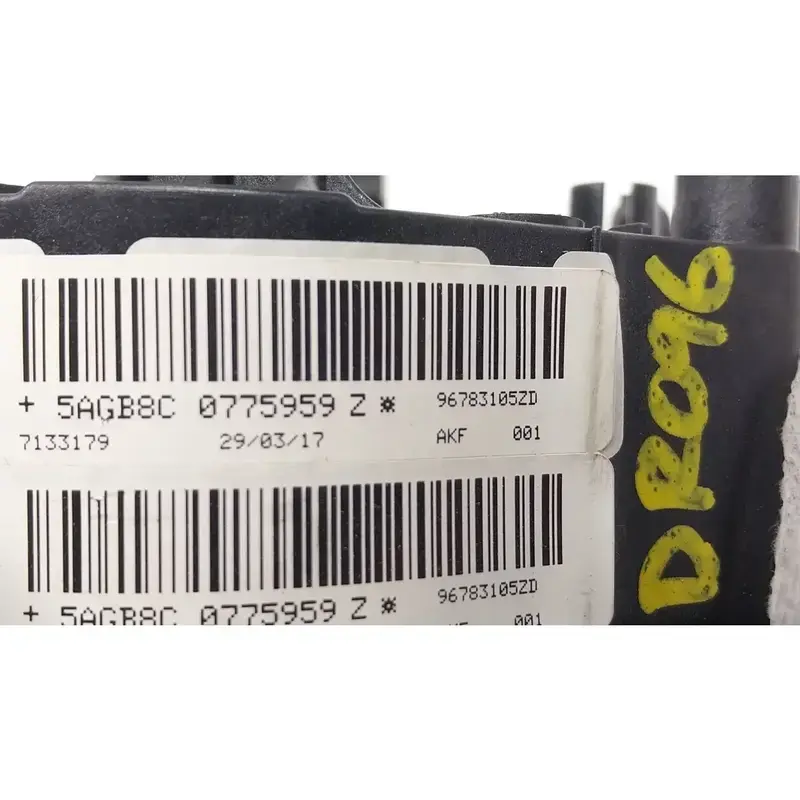 + 5AGB8C 0775959 Z ☼ 96783105ZD
7133179 29/03/17 AKF 001
+ 5AGB8C 0775959 Z ☼ 96783105ZD
001
DR096